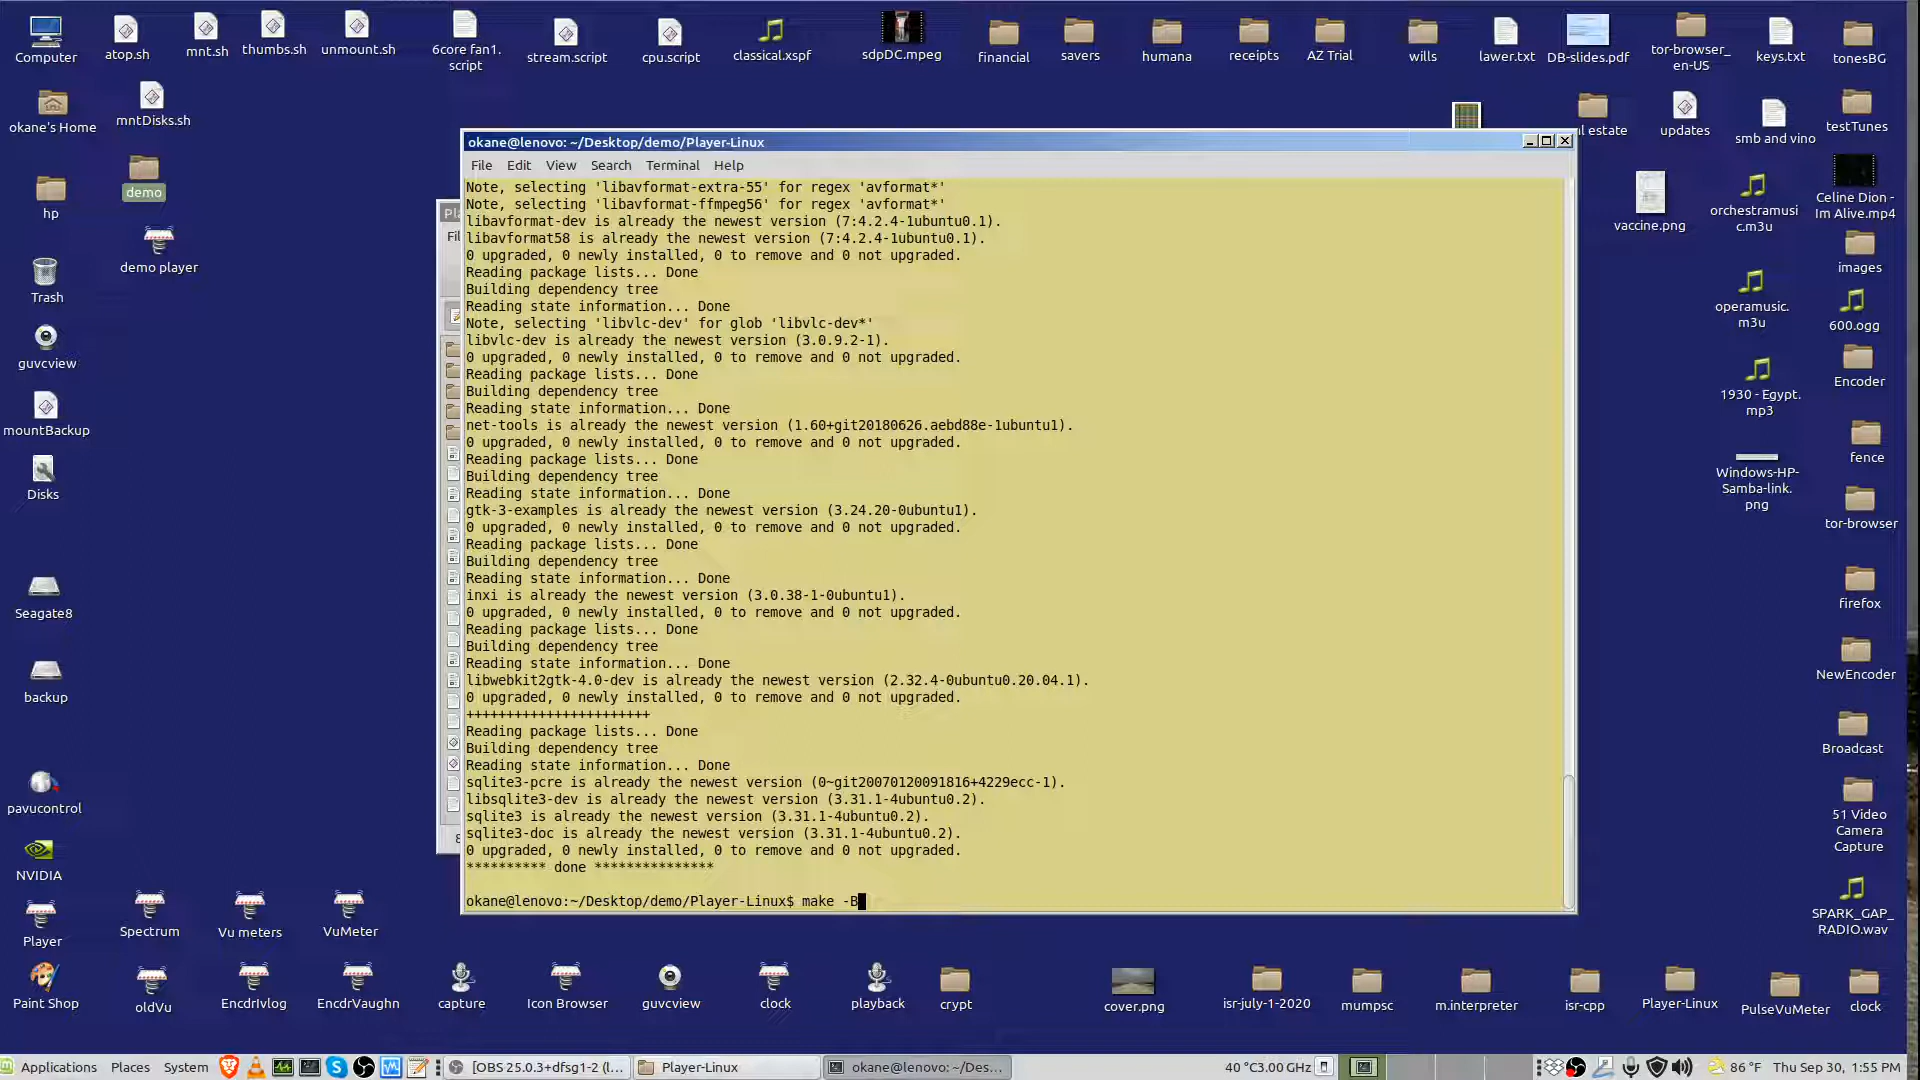 Computer
atop.sh
mnt.sh
thumbs.sh
unmount.sh
6core fan1.
script
stream.script
cpu.script
classical.xspf
sdpDC.mpeg
financial
savers
humana
receipts
AZ Trial
wills
lawer.txt
DB-slides.pdf
tor-browser_
en-US
keys.txt
tonesBG
okane's Home
mntDisks.sh
updates
smb and vino
testTunes
demo
hp
demo player
Trash
guvcview
mountBackup
Disks
Seagate8
backup
pavucontrol
NVIDIA
vaccine.png
orchestramusi
c.m3u
Celine Dion -
Im Alive.mp4
images
operamusic.
m3u
600.ogg
1930 - Egypt.
mp3
Encoder
fence
Windows-HP-
Samba-link.
png
tor-browser
firefox
NewEncoder
Broadcast
51 Video
Camera
Capture
SPARK_GAP_
RADIO.wav
okane@lenovo: ~/Desktop/demo/Player-Linux
File Edit View Search Terminal Help
Note, selecting 'libavformat-extra-55' for regex 'avformat*'
Note, selecting 'libavformat-ffmpeg56' for regex 'avformat*'
libavformat-dev is already the newest version (7:4.2.4-1ubuntu0.1).
libavformat58 is already the newest version (7:4.2.4-1ubuntu0.1).
0 upgraded, 0 newly installed, 0 to remove and 0 not upgraded.
Reading package lists... Done
Building dependency tree
Reading state information... Done
Note, selecting 'libvlc-dev' for glob 'libvlc-dev*'
libvlc-dev is already the newest version (3.0.9.2-1).
0 upgraded, 0 newly installed, 0 to remove and 0 not upgraded.
Reading package lists... Done
Building dependency tree
Reading state information... Done
net-tools is already the newest version (1.60+git20180626.aebd88e-1ubuntu1).
0 upgraded, 0 newly installed, 0 to remove and 0 not upgraded.
Reading package lists... Done
Building dependency tree
Reading state information... Done
gtk-3-examples is already the newest version (3.24.20-0ubuntu1).
0 upgraded, 0 newly installed, 0 to remove and 0 not upgraded.
Reading package lists... Done
Building dependency tree
Reading state information... Done
inxi is already the newest version (3.0.38-1-0ubuntu1).
0 upgraded, 0 newly installed, 0 to remove and 0 not upgraded.
Reading package lists... Done
Building dependency tree
Reading state information... Done
libwebkit2gtk-4.0-dev is already the newest version (2.32.4-0ubuntu0.20.04.1).
0 upgraded, 0 newly installed, 0 to remove and 0 not upgraded.
+++++++++++++++++++++++
Reading package lists... Done
Building dependency tree
Reading state information... Done
sqlite3-pcre is already the newest version (0~git20070120091816+4229ecc-1).
libsqlite3-dev is already the newest version (3.31.1-4ubuntu0.2).
sqlite3 is already the newest version (3.31.1-4ubuntu0.2).
sqlite3-doc is already the newest version (3.31.1-4ubuntu0.2).
0 upgraded, 0 newly installed, 0 to remove and 0 not upgraded.
********** done ***************
okane@lenovo:~/Desktop/demo/Player-Linux$ make -B
Player
Spectrum
Vu meters
VuMeter
Paint Shop
oldVu
EncdrIvlog
EncdrVaughn
capture
Icon Browser
guvcview
clock
playback
crypt
cover.png
isr-july-1-2020
mumpsc
m.interpreter
isr-cpp
Player-Linux
PulseVuMeter
clock
Applications Places System [OBS 25.0.3+dfsg1-2 (l... Player-Linux okane@lenovo: ~/Des... 40 °C3.00 GHz 86 °F Thu Sep 30, 1:55 PM